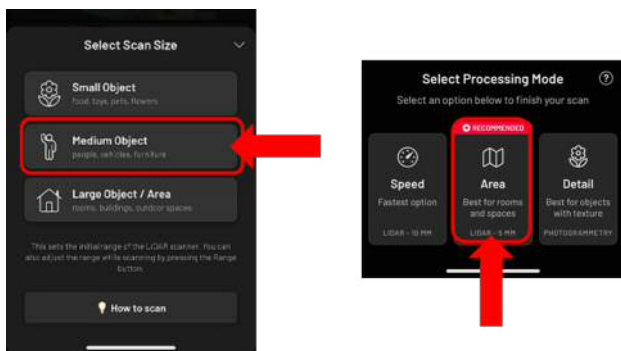 Select Scan Size
Small Object
food, toys, pets, flowers
Medium Object
people, vehicles, furniture
Large Object / Area
rooms, buildings, outdoor spaces
This sets the initial range of the LiDAR scanner. You can
also adjust the range while scanning by pressing the Range
button.
How to scan
Select Processing Mode
?
Select an option below to finish your scan
RECOMMENDED
Speed
Fastest option
LIDAR - 10 MM
Area
Best for rooms
and spaces
LIDAR - 5 MM
Detail
Best for objects
with texture
PHOTOGRAMMETRY